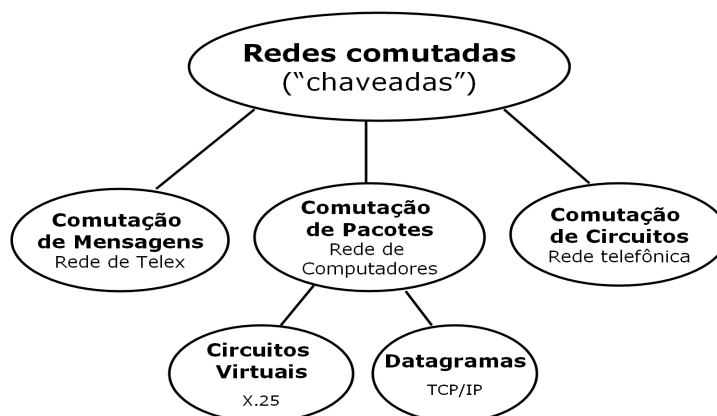 Redes comutadas
(“chaveadas”)
Comutação
de Mensagens
Rede de Telex
Comutação
de Pacotes
Rede de
Computadores
Comutação
de Circuitos
Rede telefônica
Circuitos
Virtuais
X.25
Datagramas
TCP/IP